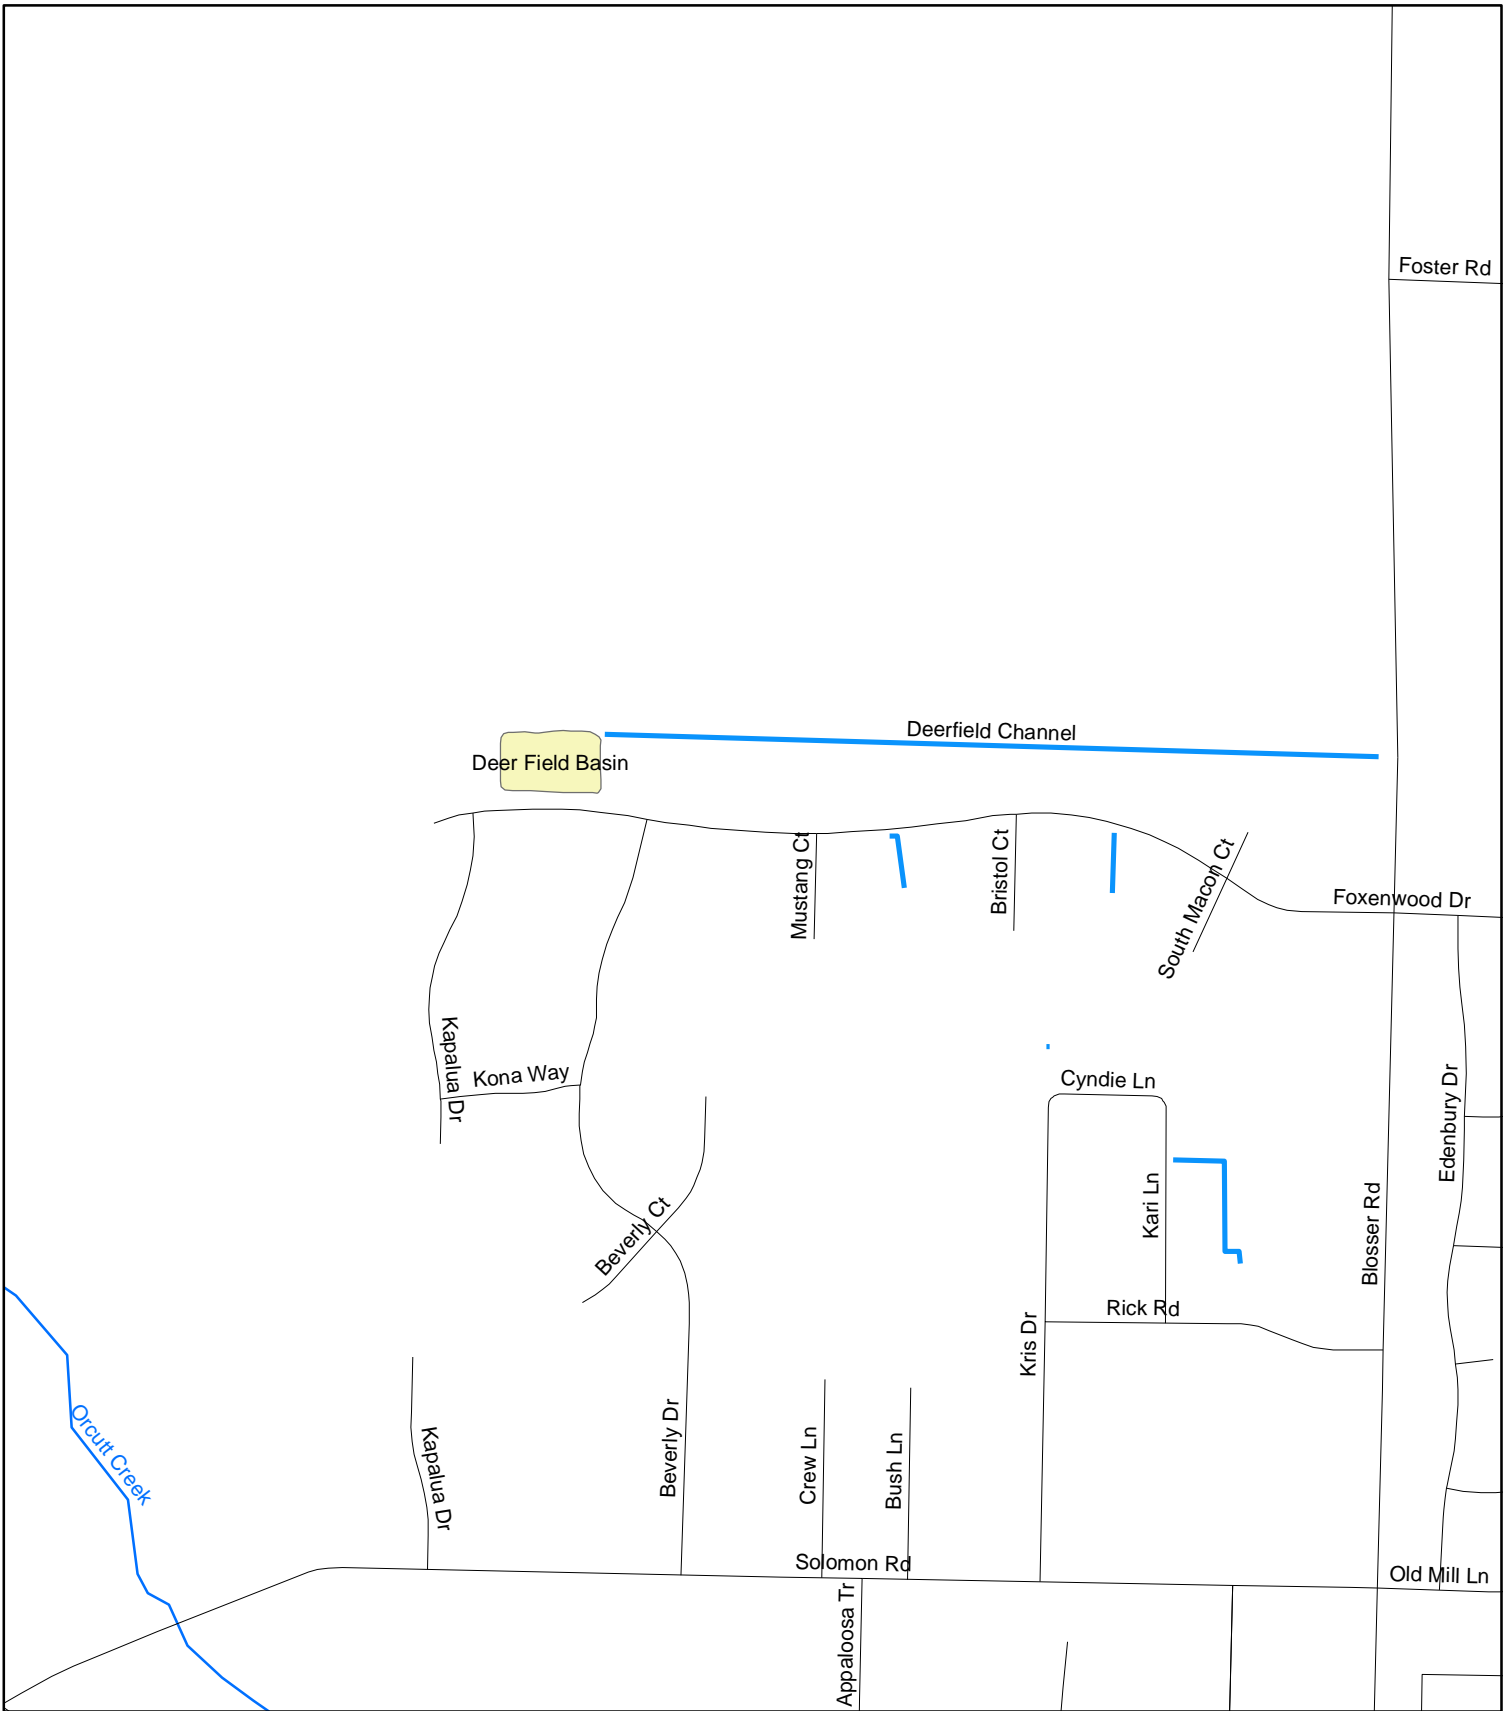 Foster Rd
Deerfield Channel
Deer Field Basin
Mustang Ct
Bristol Ct
South Macon Ct
Foxenwood Dr
Kapalua Dr
Kona Way
Cyndie Ln
Edenbury Dr
Beverly Ct
Kari Ln
Blosser Rd
Rick Rd
Kris Dr
Orcutt Creek
Kapalua Dr
Beverly Dr
Crew Ln
Bush Ln
Solomon Rd
Old Mill Ln
Appaloosa Tr